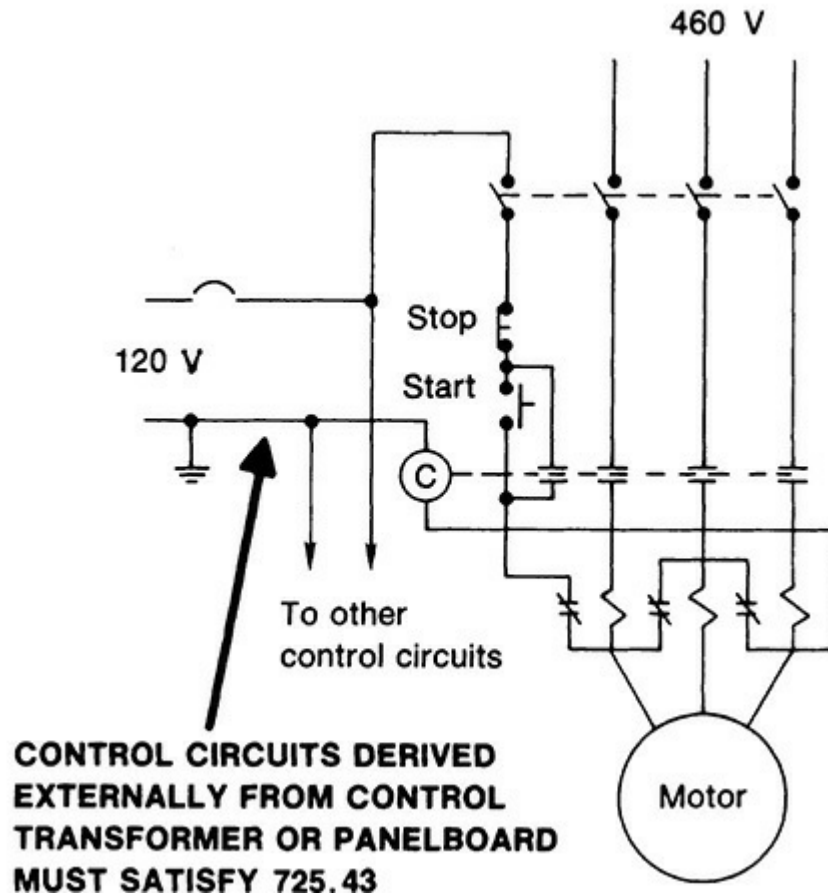 460 V
Stop
120 V
Start
C
To other
control circuits
CONTROL CIRCUITS DERIVED
EXTERNALLY FROM CONTROL
TRANSFORMER OR PANELBOARD
MUST SATISFY 725.43
Motor